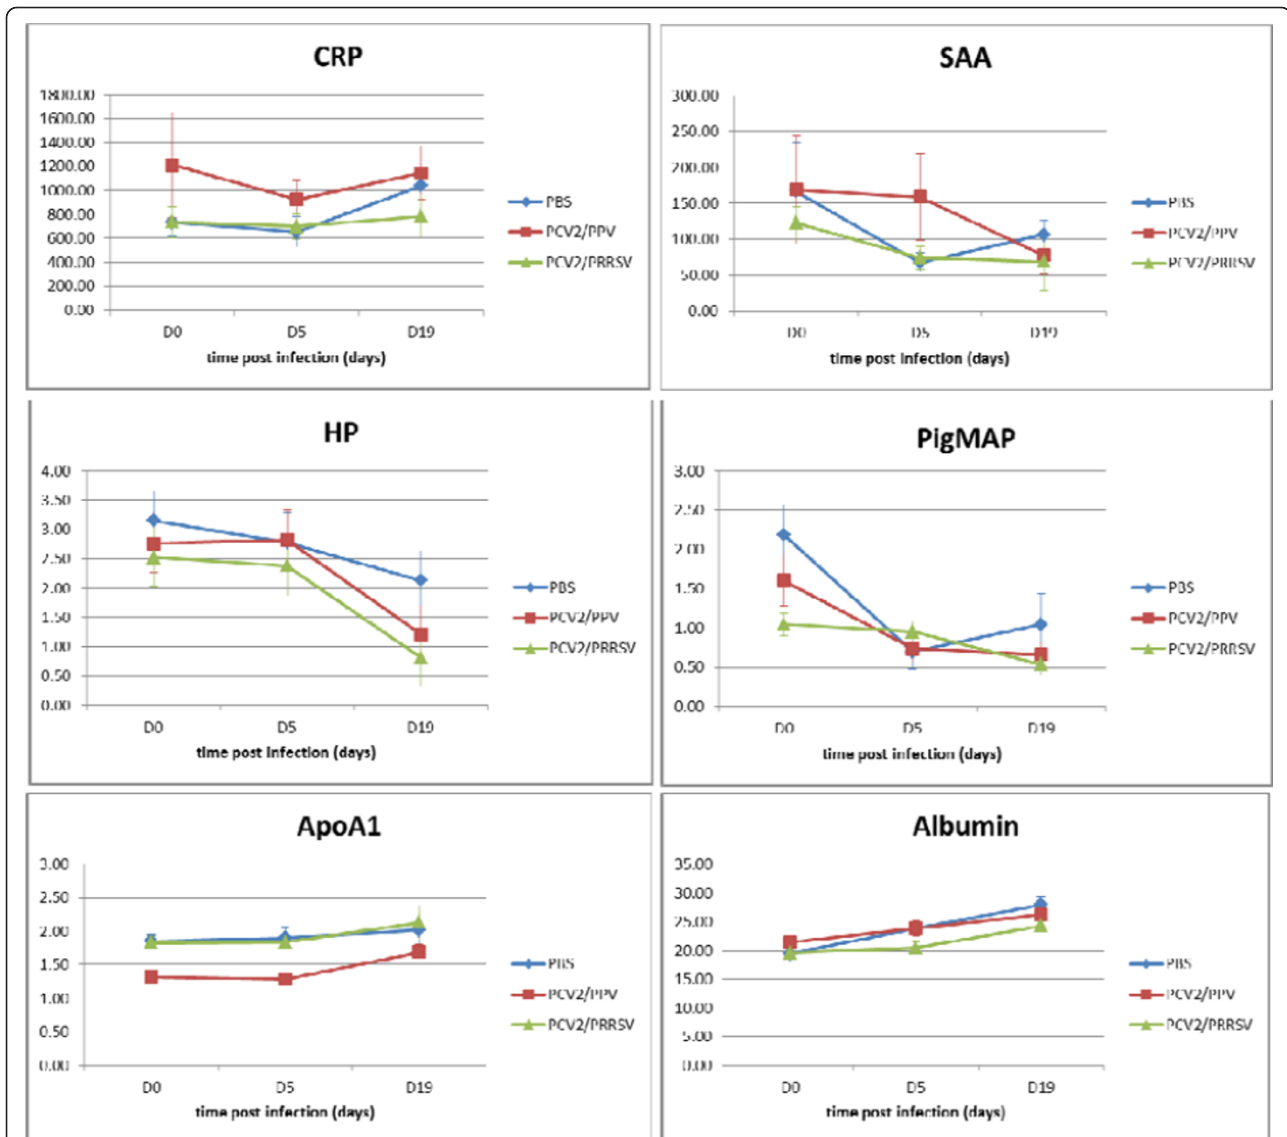 CRP
1800.00
1600.00
1400.00
1200.00
1000.00
800.00
600.00
400.00
200.00
0.00
D0 D5 D19
time post infection (days)
PBS
PCV2/PPV
PCV2/PRRSV
SAA
300.00
250.00
200.00
150.00
100.00
50.00
0.00
D0 D5 D19
time post infection (days)
PBS
PCV2/PPV
PCV2/PRRSV
HP
4.00
3.50
3.00
2.50
2.00
1.50
1.00
0.50
0.00
D0 D5 D19
time post infection (days)
PBS
PCV2/PPV
PCV2/PRRSV
PigMAP
3.00
2.50
2.00
1.50
1.00
0.50
0.00
D0 D5 D19
time post infection (days)
PBS
PCV2/PPV
PCV2/PRRSV
ApoA1
3.00
2.50
2.00
1.50
1.00
0.50
0.00
D0 D5 D19
time post infection (days)
PBS
PCV2/PPV
PCV2/PRRSV
Albumin
35.00
30.00
25.00
20.00
15.00
10.00
5.00
0.00
D0 D5 D19
time post infection (days)
PBS
PCV2/PPV
PCV2/PRRSV